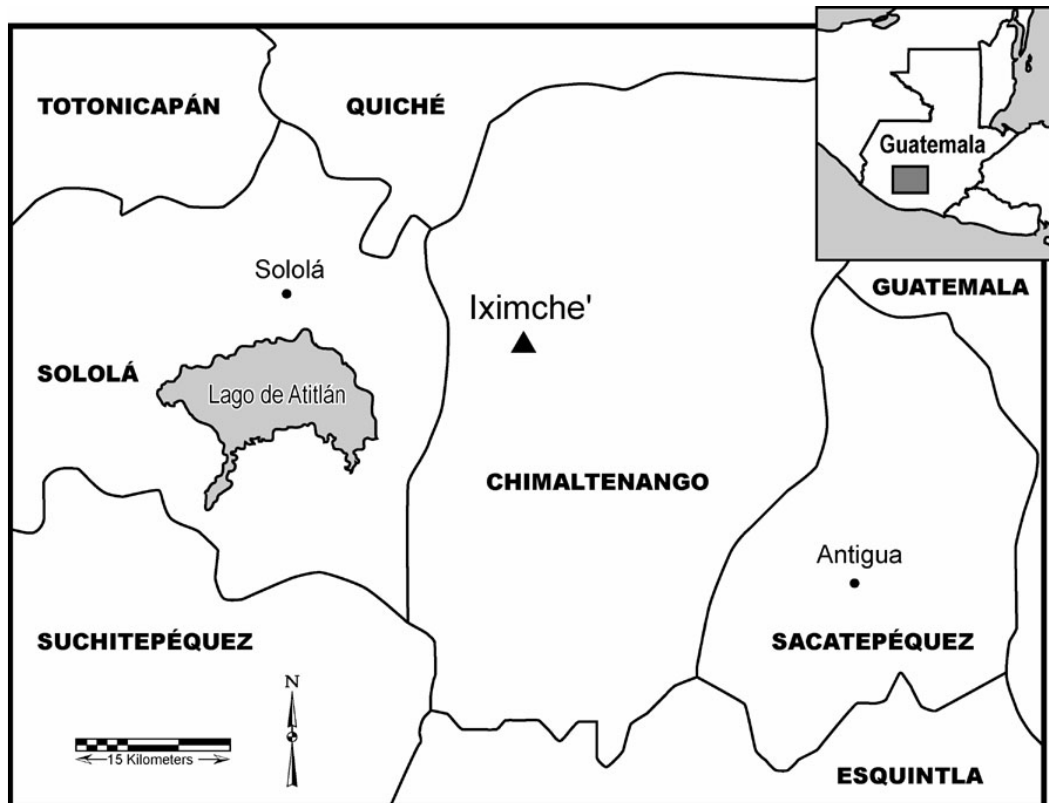 TOTONICAPÁN
QUICHÉ
Guatemala
Sololá
GUATEMALA
Iximche'
SOLOLÁ
Lago de Atitlán
CHIMALTENANGO
Antigua
SUCHITEPÉQUEZ
SACATEPÉQUEZ
N
15 Kilometers
ESQUINTLA